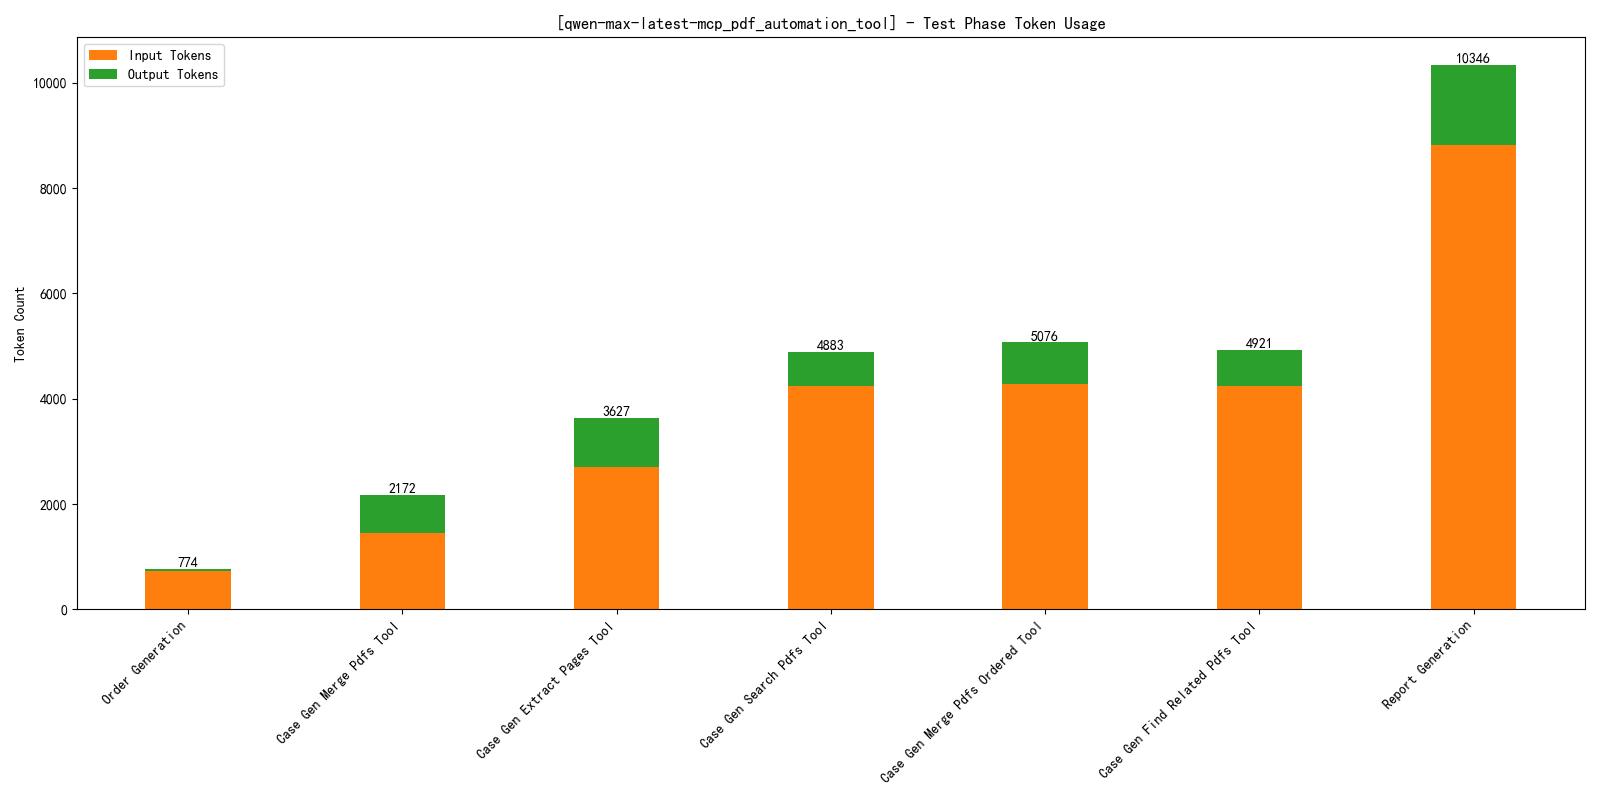 [qwen-max-latest-mcp_pdf_automation_tool] - Test Phase Token Usage
Input Tokens
Output Tokens
Token Count
10000
8000
6000
4000
2000
0
774
2172
3627
4883
5076
4921
10346
Order Generation
Case Gen Merge Pdfs Tool
Case Gen Extract Pages Tool
Case Gen Search Pdfs Tool
Case Gen Merge Pdfs Ordered Tool
Case Gen Find Related Pdfs Tool
Report Generation